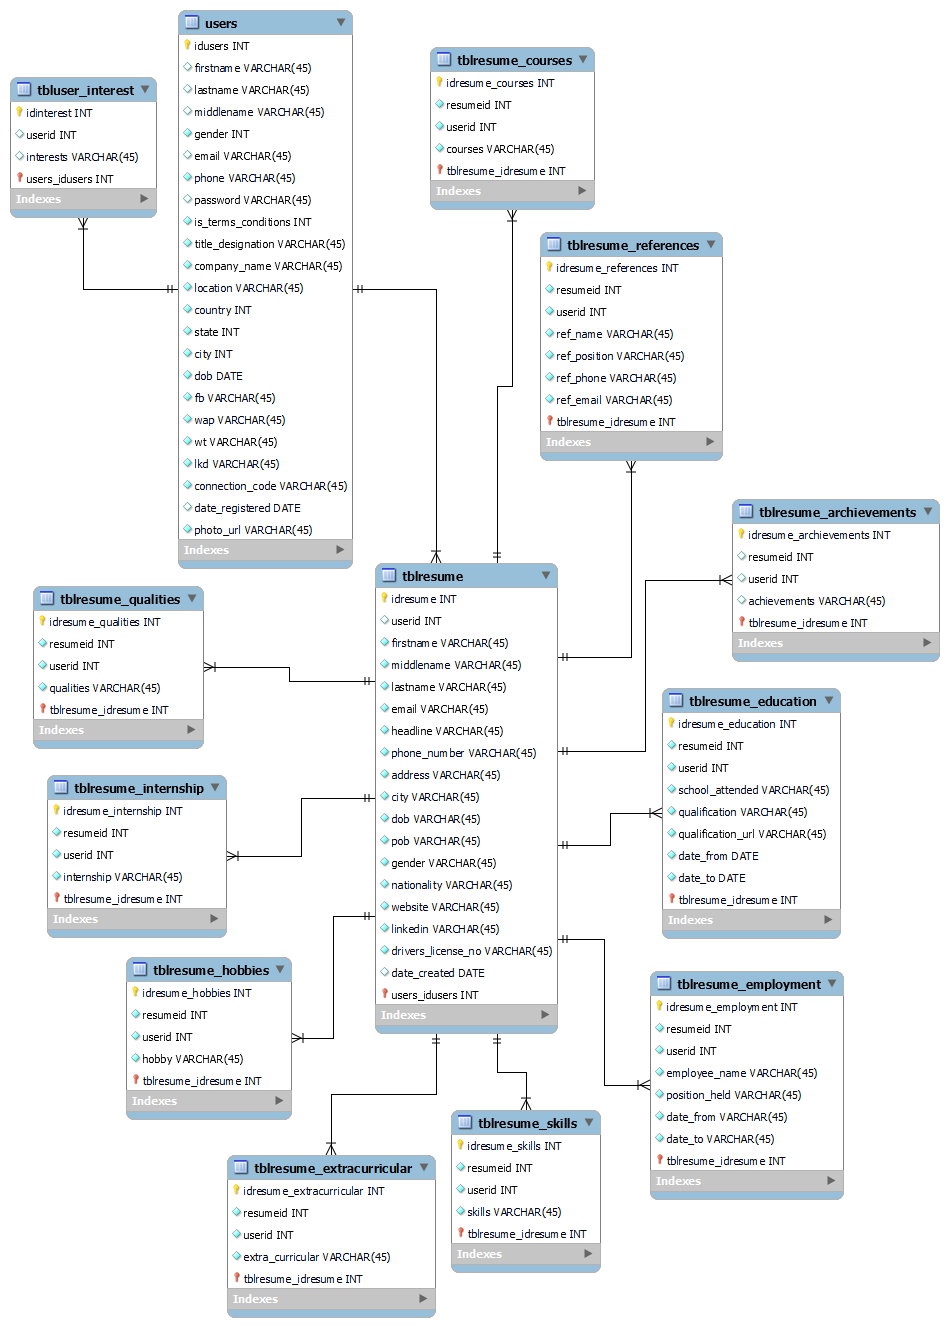 users
idusers INT
firstname VARCHAR(45)
lastname VARCHAR(45)
middlename VARCHAR(45)
gender INT
email VARCHAR(45)
phone VARCHAR(45)
password VARCHAR(45)
is_terms_conditions INT
title_designation VARCHAR(45)
company_name VARCHAR(45)
location VARCHAR(45)
country INT
state INT
city INT
dob DATE
fb VARCHAR(45)
wap VARCHAR(45)
wt VARCHAR(45)
lkd VARCHAR(45)
connection_code VARCHAR(45)
date_registered DATE
photo_url VARCHAR(45)
Indexes
tbluser_interest
idinterest INT
userid INT
interests VARCHAR(45)
users_idusers INT
Indexes
tblresume_courses
idresume_courses INT
resumeid INT
userid INT
courses VARCHAR(45)
tblresume_idresume INT
Indexes
tblresume_references
idresume_references INT
resumeid INT
userid INT
ref_name VARCHAR(45)
ref_position VARCHAR(45)
ref_phone VARCHAR(45)
ref_email VARCHAR(45)
tblresume_idresume INT
Indexes
tblresume_archievements
idresume_archievements INT
resumeid INT
userid INT
achievements VARCHAR(45)
tblresume_idresume INT
Indexes
tblresume
idresume INT
userid INT
firstname VARCHAR(45)
middlename VARCHAR(45)
lastname VARCHAR(45)
email VARCHAR(45)
headline VARCHAR(45)
phone_number VARCHAR(45)
address VARCHAR(45)
city VARCHAR(45)
dob VARCHAR(45)
pob VARCHAR(45)
gender VARCHAR(45)
nationality VARCHAR(45)
website VARCHAR(45)
linkedin VARCHAR(45)
drivers_license_no VARCHAR(45)
date_created DATE
users_idusers INT
Indexes
tblresume_qualities
idresume_qualities INT
resumeid INT
userid INT
qualities VARCHAR(45)
tblresume_idresume INT
Indexes
tblresume_education
idresume_education INT
resumeid INT
userid INT
school_attended VARCHAR(45)
qualification VARCHAR(45)
qualification_url VARCHAR(45)
date_from DATE
date_to DATE
tblresume_idresume INT
Indexes
tblresume_internship
idresume_internship INT
resumeid INT
userid INT
internship VARCHAR(45)
tblresume_idresume INT
Indexes
tblresume_hobbies
idresume_hobbies INT
resumeid INT
userid INT
hobby VARCHAR(45)
tblresume_idresume INT
Indexes
tblresume_employment
idresume_employment INT
resumeid INT
userid INT
employee_name VARCHAR(45)
position_held VARCHAR(45)
date_from VARCHAR(45)
date_to VARCHAR(45)
tblresume_idresume INT
Indexes
tblresume_skills
idresume_skills INT
resumeid INT
userid INT
skills VARCHAR(45)
tblresume_idresume INT
Indexes
tblresume_extracurricular
idresume_extracurricular INT
resumeid INT
userid INT
extra_curricular VARCHAR(45)
tblresume_idresume INT
Indexes